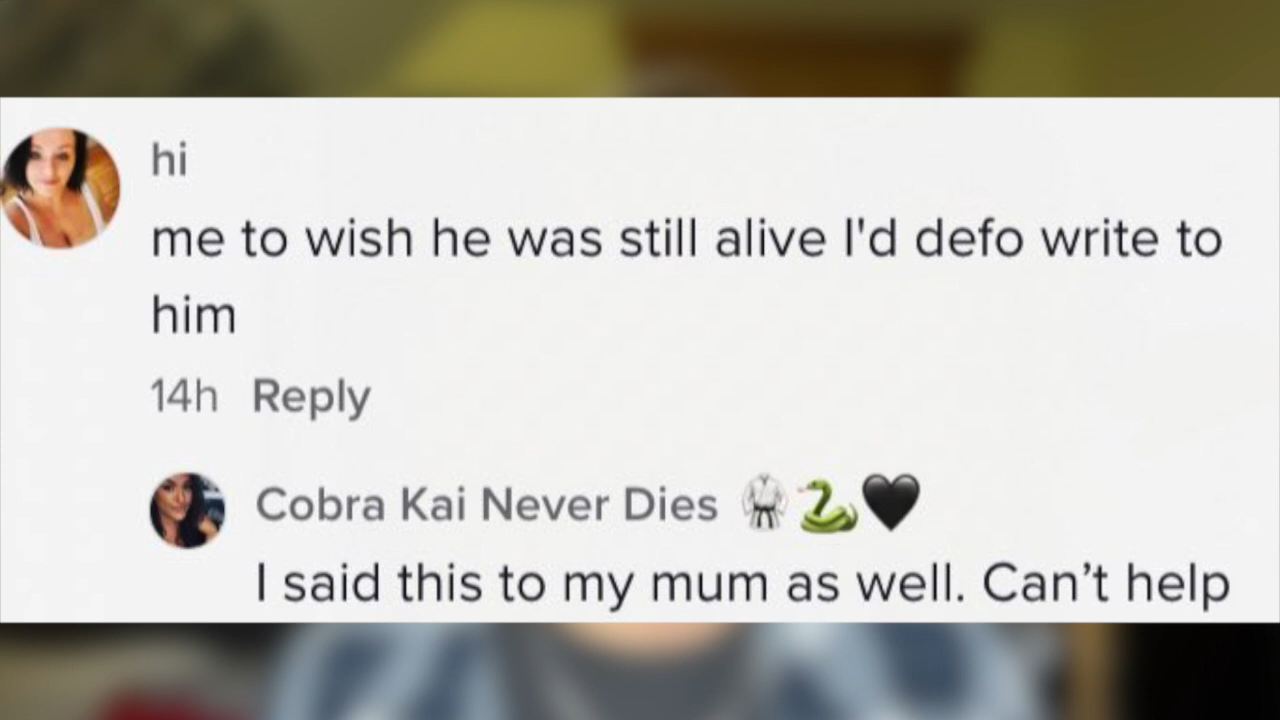 hi
me to wish he was still alive I'd defo write to
him
14h Reply
Cobra Kai Never Dies 🥋🐍🖤
I said this to my mum as well. Can’t help